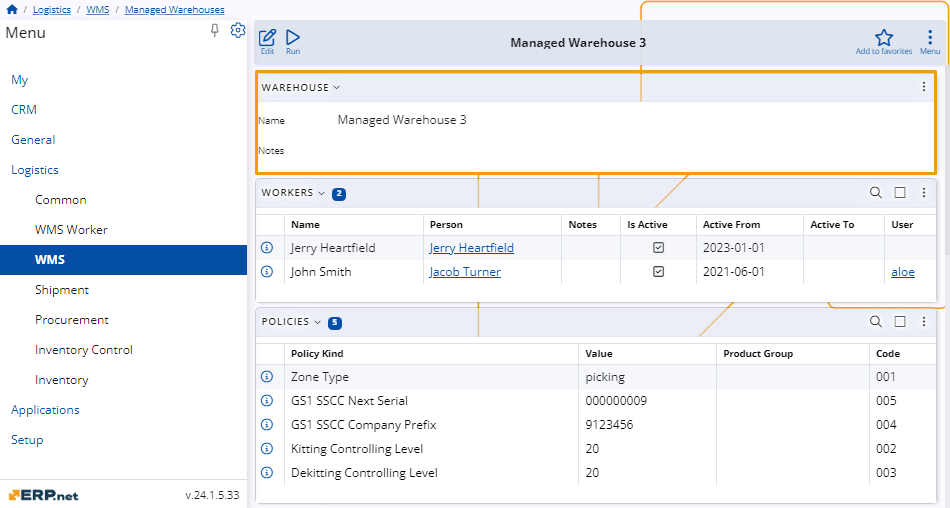 / Logistics / WMS / Managed Warehouses
Menu
My
CRM
General
Logistics
Common
WMS Worker
WMS
Shipment
Procurement
Inventory Control
Inventory
Applications
Setup
ERP.net v.24.1.5.33
Edit Run Managed Warehouse 3 Add to favorites Menu
WAREHOUSE
Name Managed Warehouse 3
Notes
WORKERS 2
Name Person Notes Is Active Active From Active To User
Jerry Heartfield Jerry Heartfield 2023-01-01
John Smith Jacob Turner 2021-06-01 aloe
POLICIES 5
Policy Kind Value Product Group Code
Zone Type picking 001
GS1 SSCC Next Serial 000000009 005
GS1 SSCC Company Prefix 9123456 004
Kitting Controlling Level 20 002
Dekitting Controlling Level 20 003